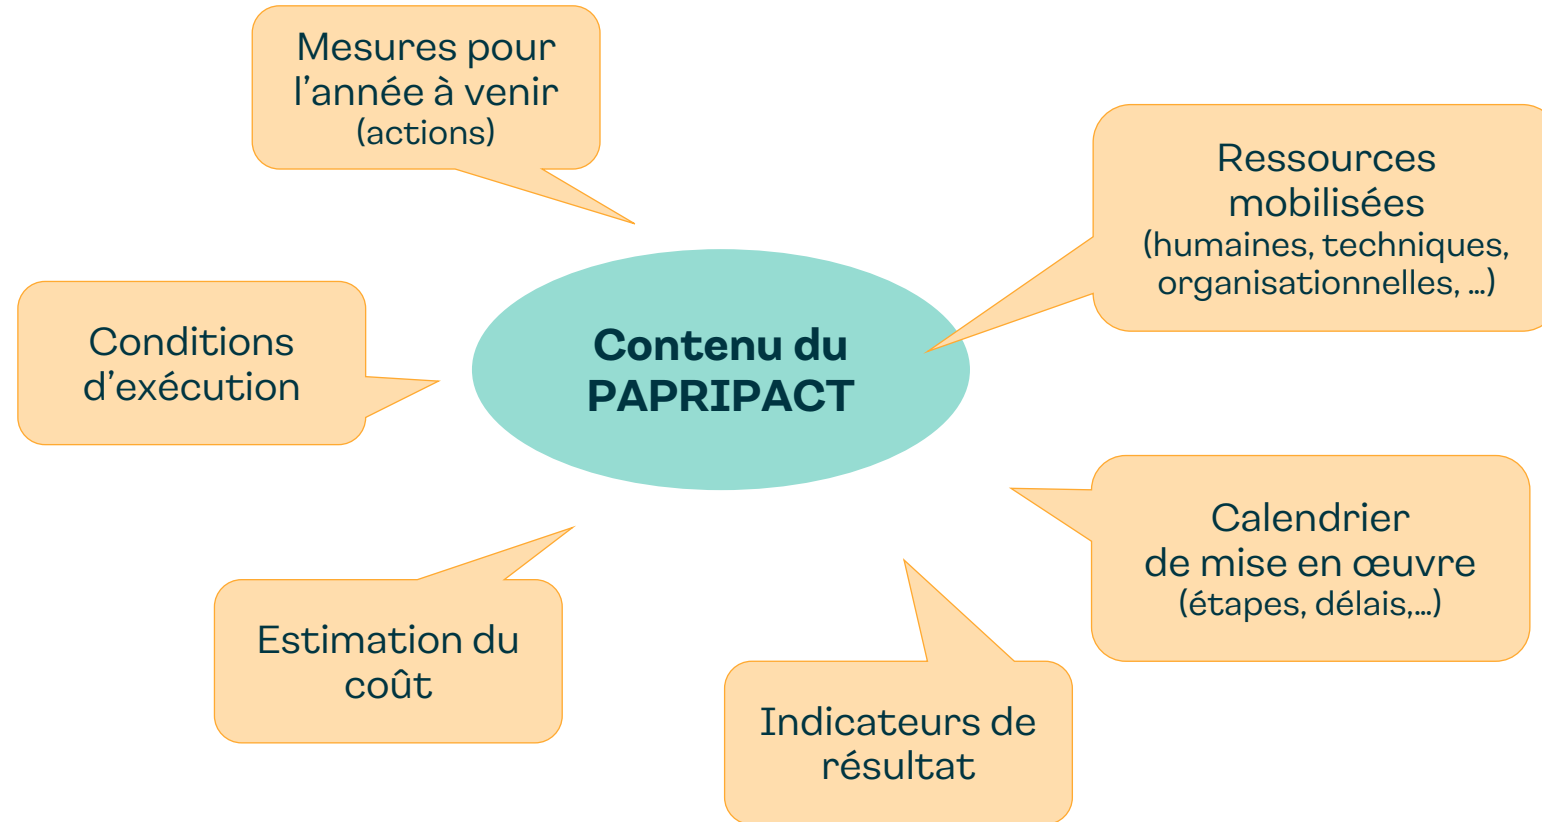 Mesures pour
l'année à venir
(actions)
Ressources
mobilisées
(humaines, techniques,
organisationnelles, ...)
Conditions
d'exécution
Contenu du
PAPRIPACT
Calendrier
de mise en œuvre
(étapes, délais,...)
Estimation du
coût
Indicateurs de
résultat